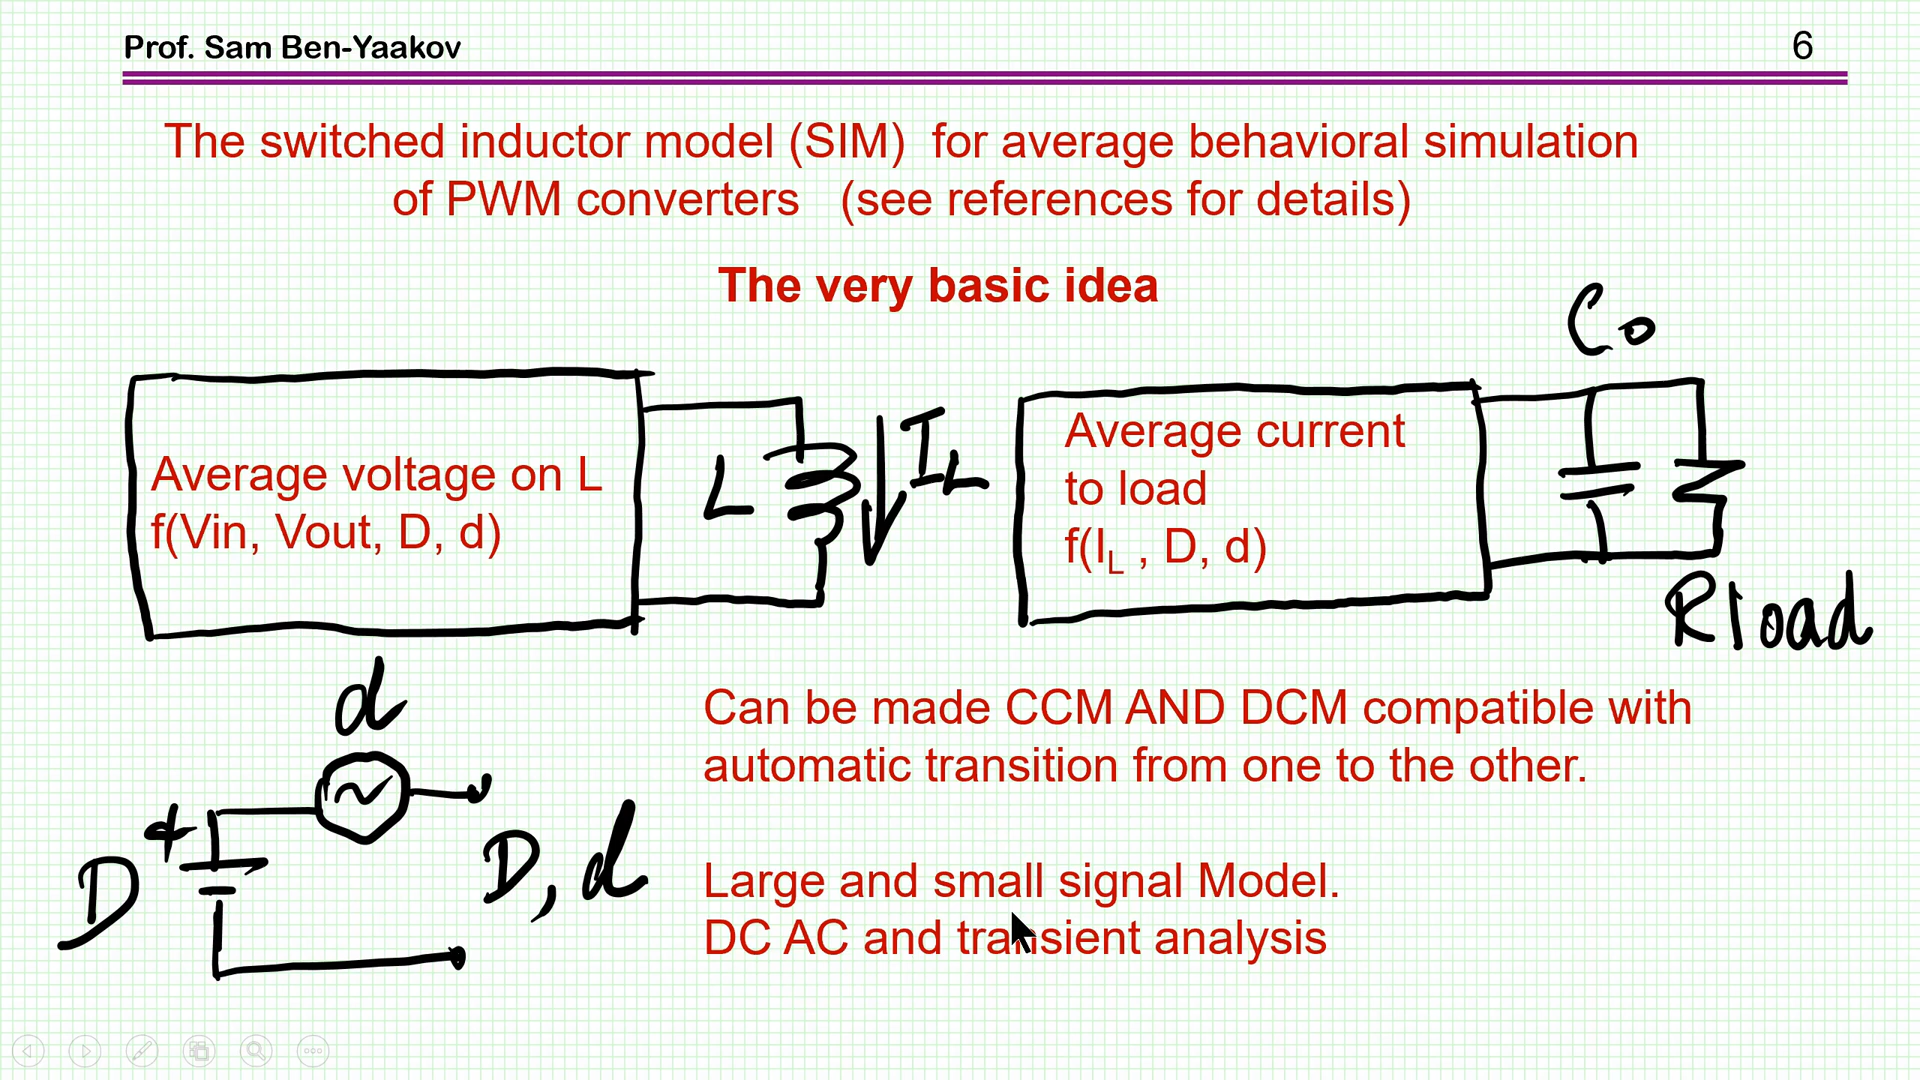 Prof. Sam Ben-Yaakov
6
The switched inductor model (SIM) for average behavioral simulation
of PWM converters (see references for details)
The very basic idea
Co
Average voltage on L
f(Vin, Vout, D, d)
L
IL
Average current
to load
f(IL , D, d)
Rload
d
D
+
D, d
Can be made CCM AND DCM compatible with
automatic transition from one to the other.
Large and small signal Model.
DC AC and transient analysis